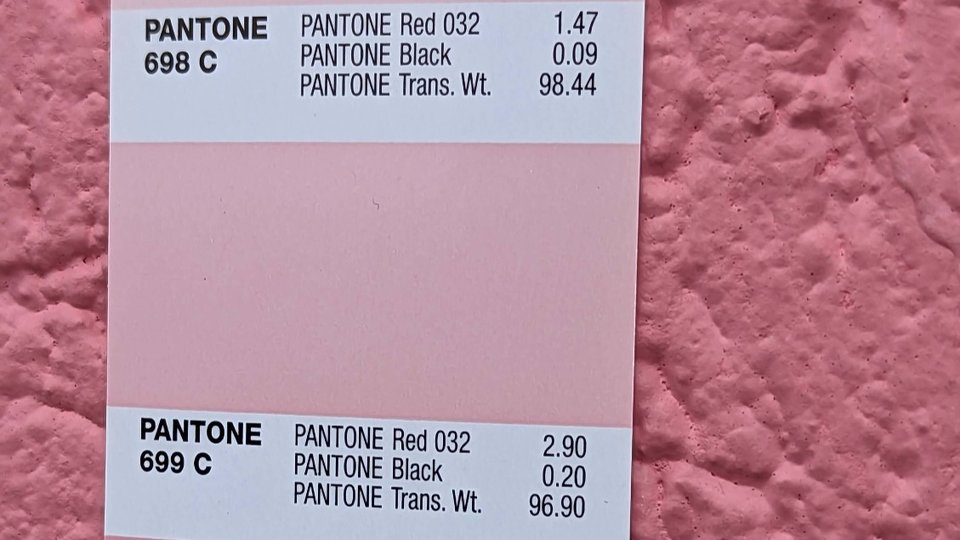 PANTONE PANTONE Red 032 1.47
698 C PANTONE Black 0.09
PANTONE Trans. Wt. 98.44
PANTONE PANTONE Red 032 2.90
699 C PANTONE Black 0.20
PANTONE Trans. Wt. 96.90